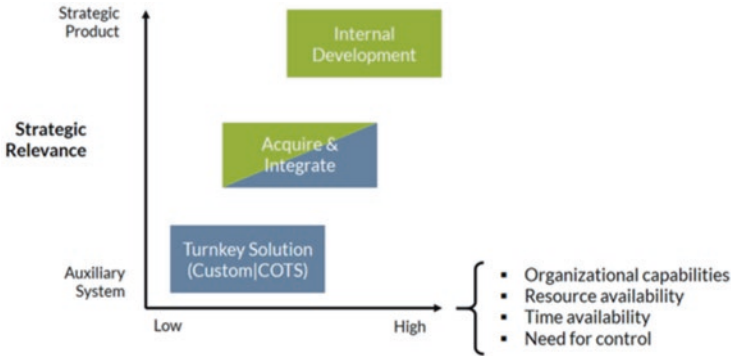 Strategic
Product
Internal
Development
Strategic
Relevance
Acquire &
Integrate
Turnkey Solution
(Custom|COTS)
Auxiliary
System
Low
High
▪ Organizational capabilities
▪ Resource availability
▪ Time availability
▪ Need for control